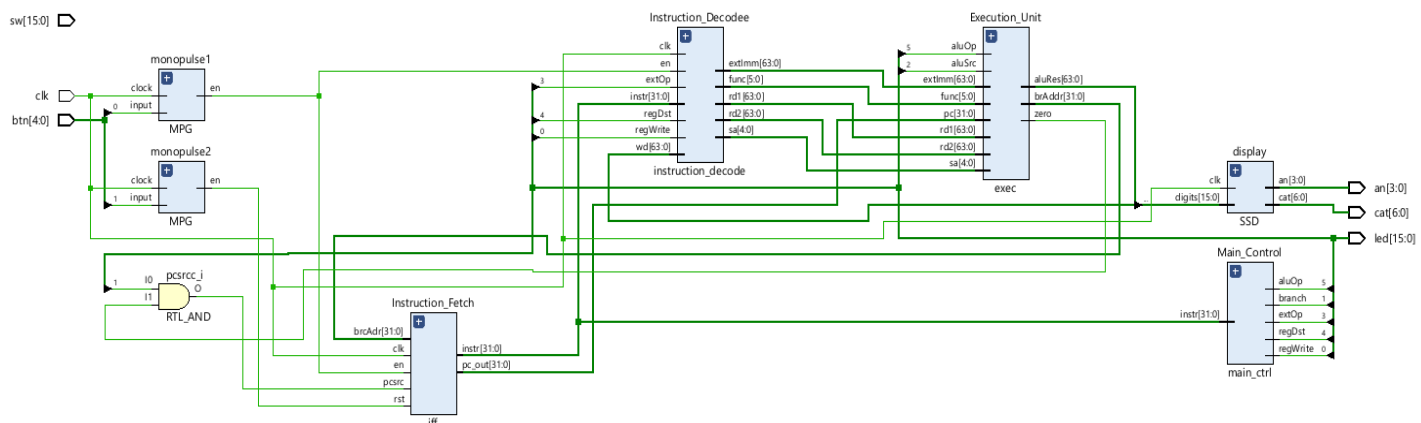 sw[15:0]
clk
btn[4:0]
monopulse1
clock
input
0
en
MPG
monopulse2
clock
input
1
en
MPG
pcsrcc_i
1
I0
I1
O
RTL_AND
Instruction_Fetch
brcAdr[31:0]
clk
en
pcsrc
rst
instr[31:0]
pc_out[31:0]
iff
Instruction_Decodee
clk
en
3
extOp
instr[31:0]
4
regDst
0
regWrite
wd[63:0]
extImm[63:0]
func[5:0]
rd1[63:0]
rd2[63:0]
sa[4:0]
instruction_decode
Execution_Unit
5
aluOp
2
aluSrc
extImm[63:0]
func[5:0]
pc[31:0]
rd1[63:0]
rd2[63:0]
sa[4:0]
aluRes[63:0]
brAddr[31:0]
zero
exec
display
clk
digits[15:0]
an[3:0]
cat[6:0]
SSD
an[3:0]
cat[6:0]
led[15:0]
Main_Control
instr[31:0]
aluOp
5
branch
1
extOp
3
regDst
4
regWrite
0
main_ctrl